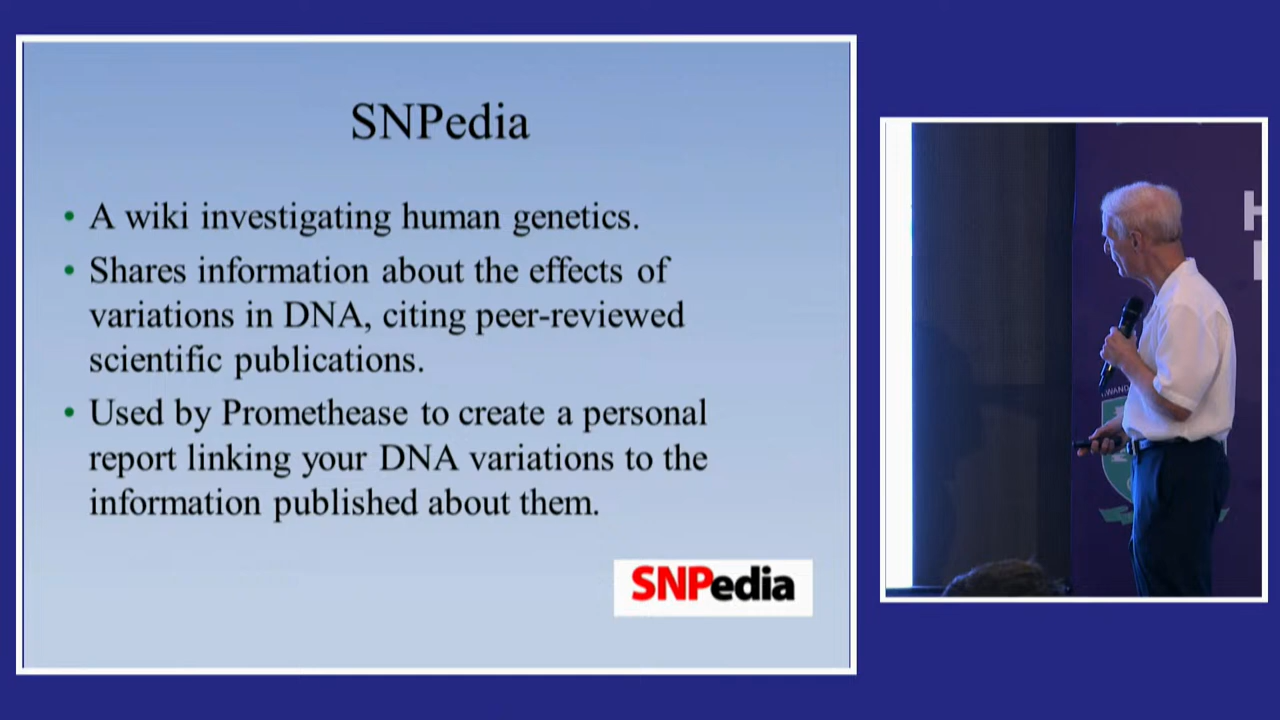 SNPedia
• A wiki investigating human genetics.
• Shares information about the effects of
variations in DNA, citing peer-reviewed
scientific publications.
• Used by Promethease to create a personal
report linking your DNA variations to the
information published about them.
SNPedia